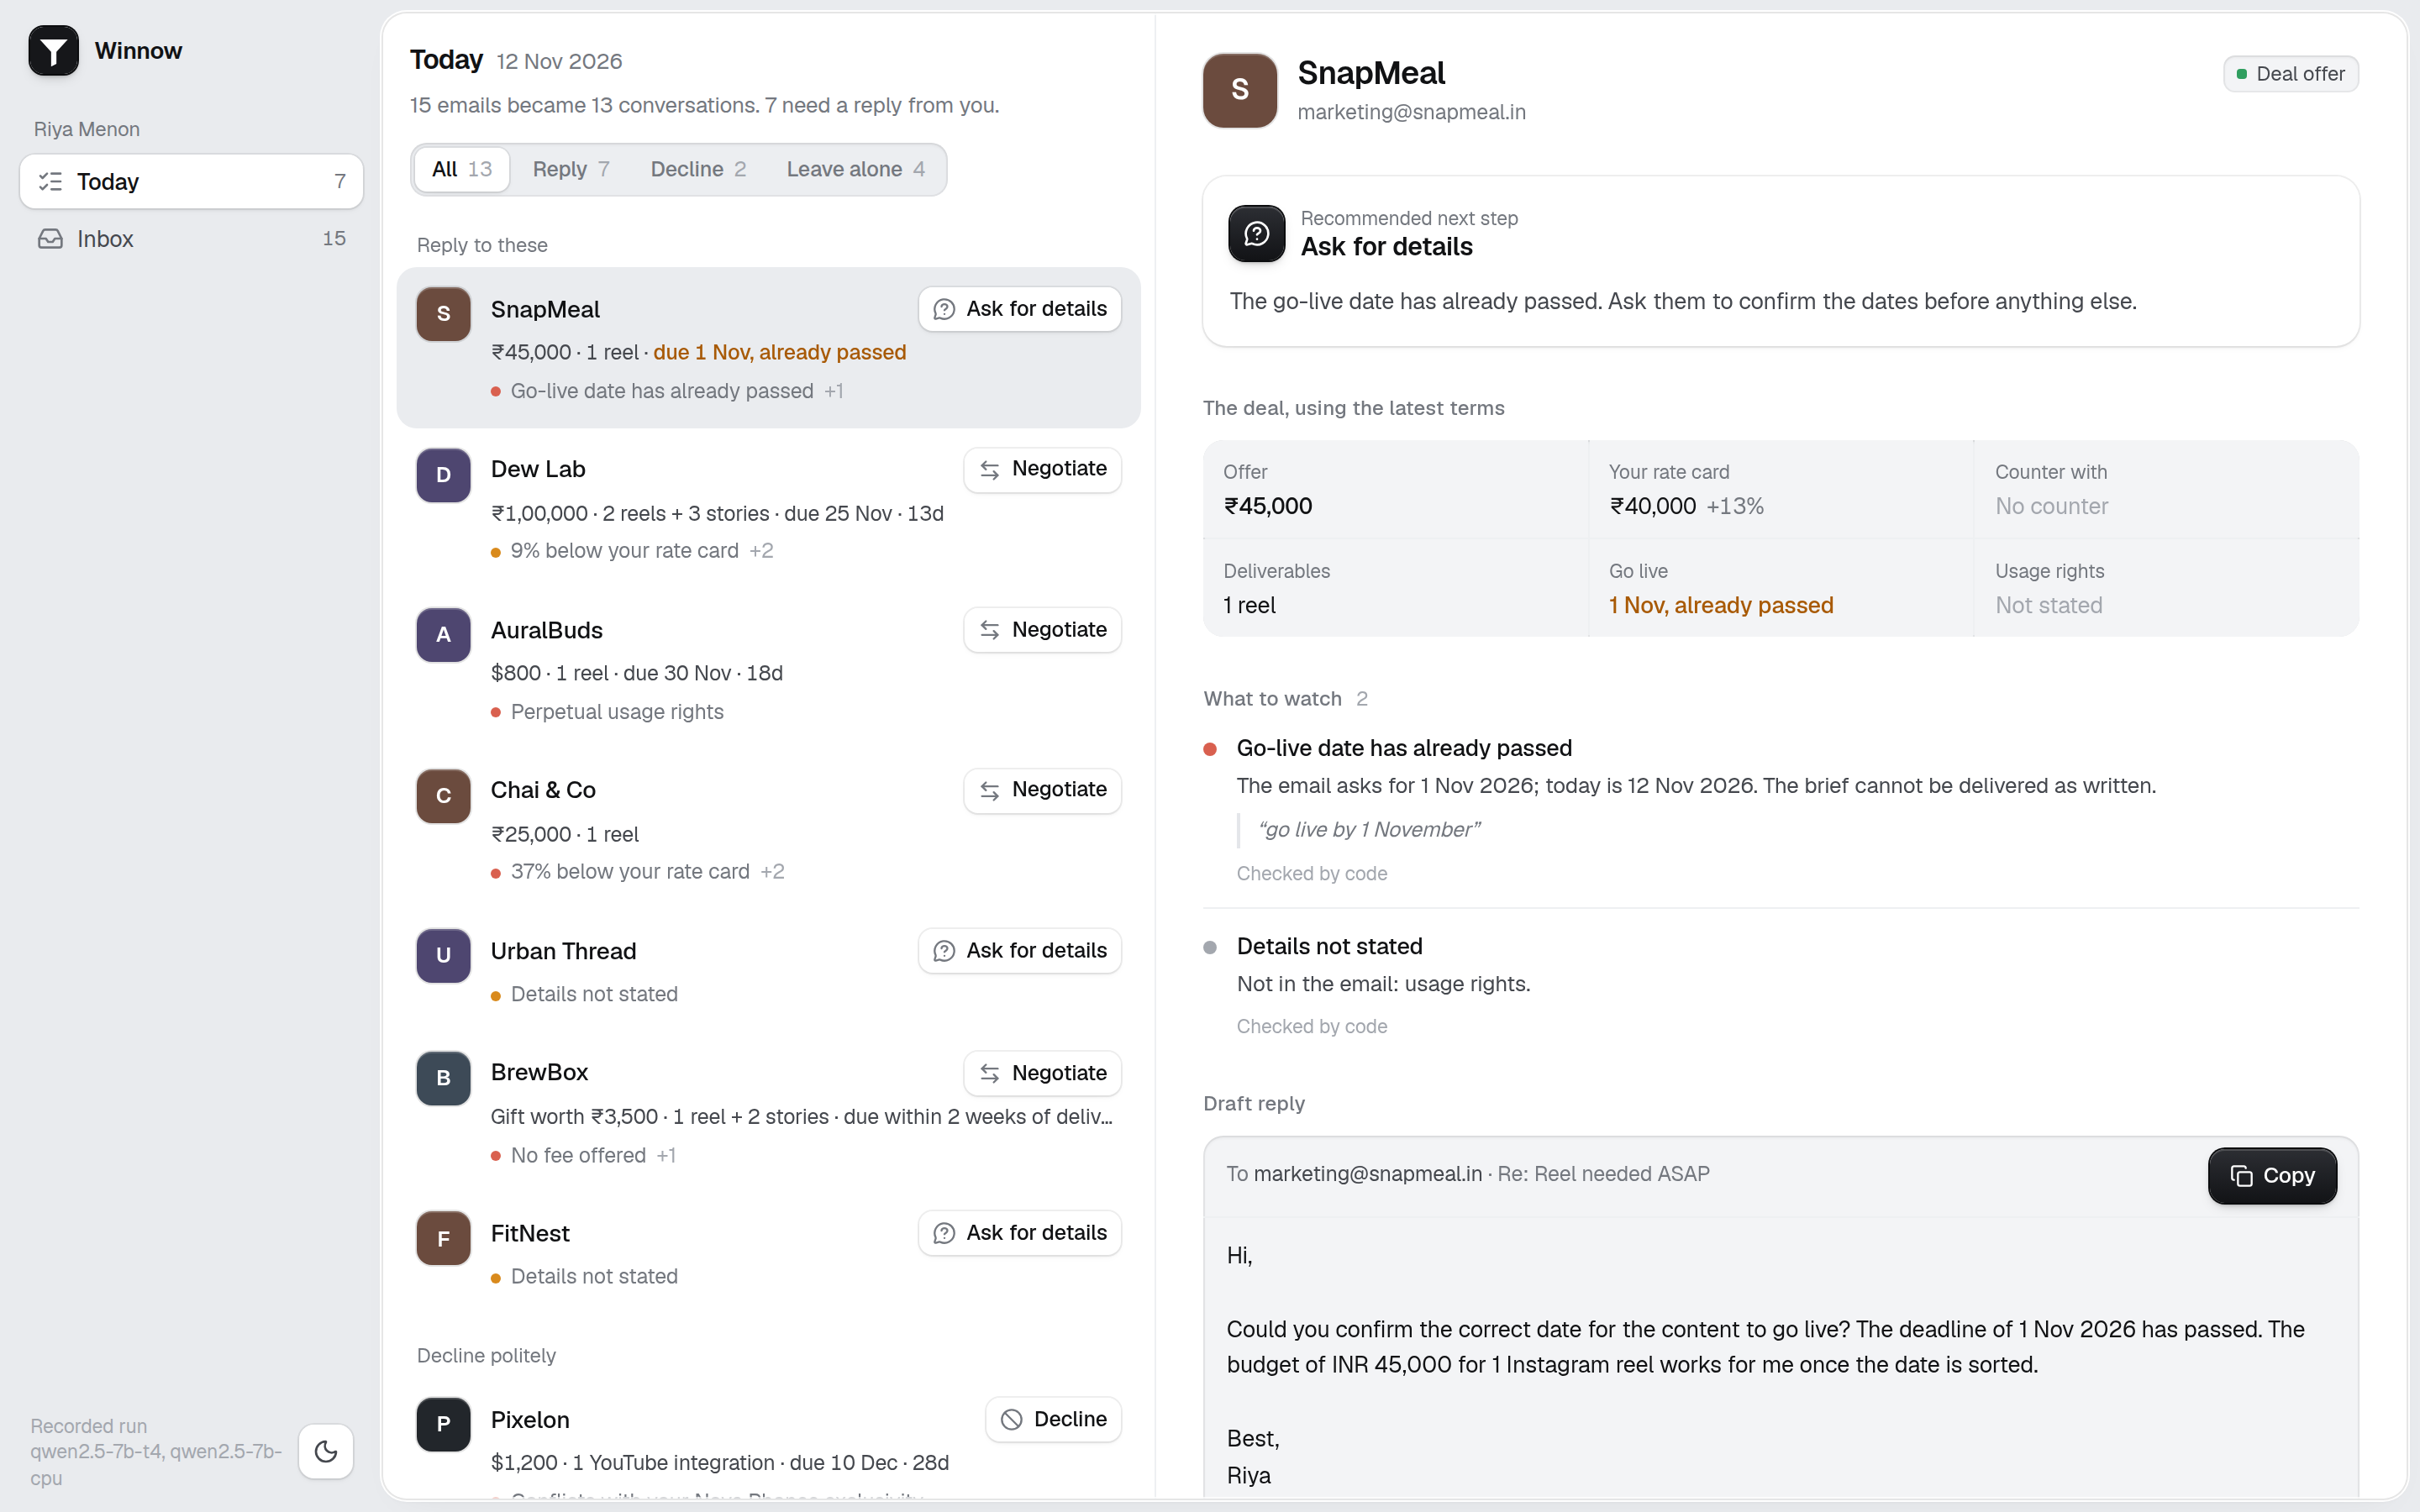 Winnow
Riya Menon
Today 7
Inbox 15
Recorded run
qwen2.5-7b-t4, qwen2.5-7b-
cpu
Today 12 Nov 2026
15 emails became 13 conversations. 7 need a reply from you.
All 13 Reply 7 Decline 2 Leave alone 4
Reply to these
S SnapMeal Ask for details
₹45,000 · 1 reel · due 1 Nov, already passed
Go-live date has already passed +1
D Dew Lab Negotiate
₹1,00,000 · 2 reels + 3 stories · due 25 Nov · 13d
9% below your rate card +2
A AuralBuds Negotiate
$800 · 1 reel · due 30 Nov · 18d
Perpetual usage rights
C Chai & Co Negotiate
₹25,000 · 1 reel
37% below your rate card +2
U Urban Thread Ask for details
Details not stated
B BrewBox Negotiate
Gift worth ₹3,500 · 1 reel + 2 stories · due within 2 weeks of deliv...
No fee offered +1
F FitNest Ask for details
Details not stated
Decline politely
P Pixelon Decline
$1,200 · 1 YouTube integration · due 10 Dec · 28d
S SnapMeal Deal offer
marketing@snapmeal.in
Recommended next step
Ask for details
The go-live date has already passed. Ask them to confirm the dates before anything else.
The deal, using the latest terms
Offer Your rate card Counter with
₹45,000 ₹40,000 +13% No counter
Deliverables Go live Usage rights
1 reel 1 Nov, already passed Not stated
What to watch 2
Go-live date has already passed
The email asks for 1 Nov 2026; today is 12 Nov 2026. The brief cannot be delivered as written.
“go live by 1 November”
Checked by code
Details not stated
Not in the email: usage rights.
Checked by code
Draft reply
To marketing@snapmeal.in · Re: Reel needed ASAP Copy
Hi,
Could you confirm the correct date for the content to go live? The deadline of 1 Nov 2026 has passed. The
budget of INR 45,000 for 1 Instagram reel works for me once the date is sorted.
Best,
Riya